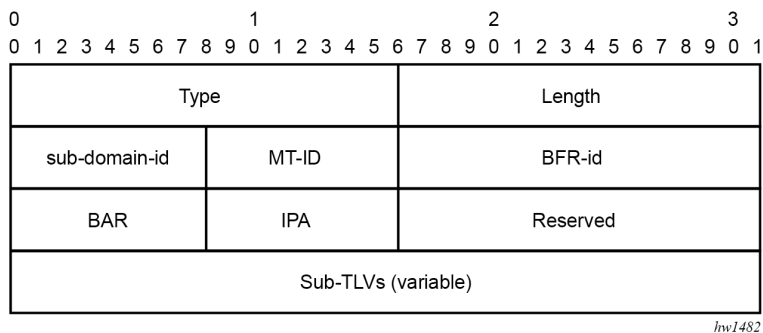 0 1 2 3
0 1 2 3 4 5 6 7 8 9 0 1 2 3 4 5 6 7 8 9 0 1 2 3 4 5 6 7 8 9 0 1
Type Length
sub-domain-id MT-ID BFR-id
BAR IPA Reserved
Sub-TLVs (variable)
hw1482